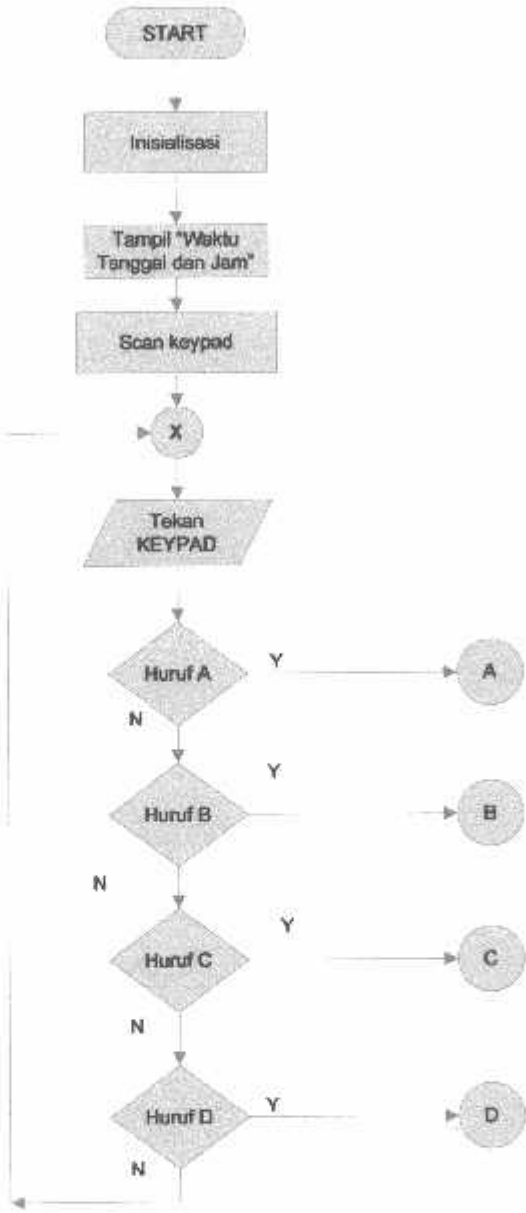 START
Inisialisasi
Tampil "Waktu
Tanggal dan Jam"
Scan keypad
X
Tekan
KEYPAD
Huruf A
Y
A
N
Huruf B
Y
B
N
Huruf C
Y
C
N
Huruf D
Y
D
N